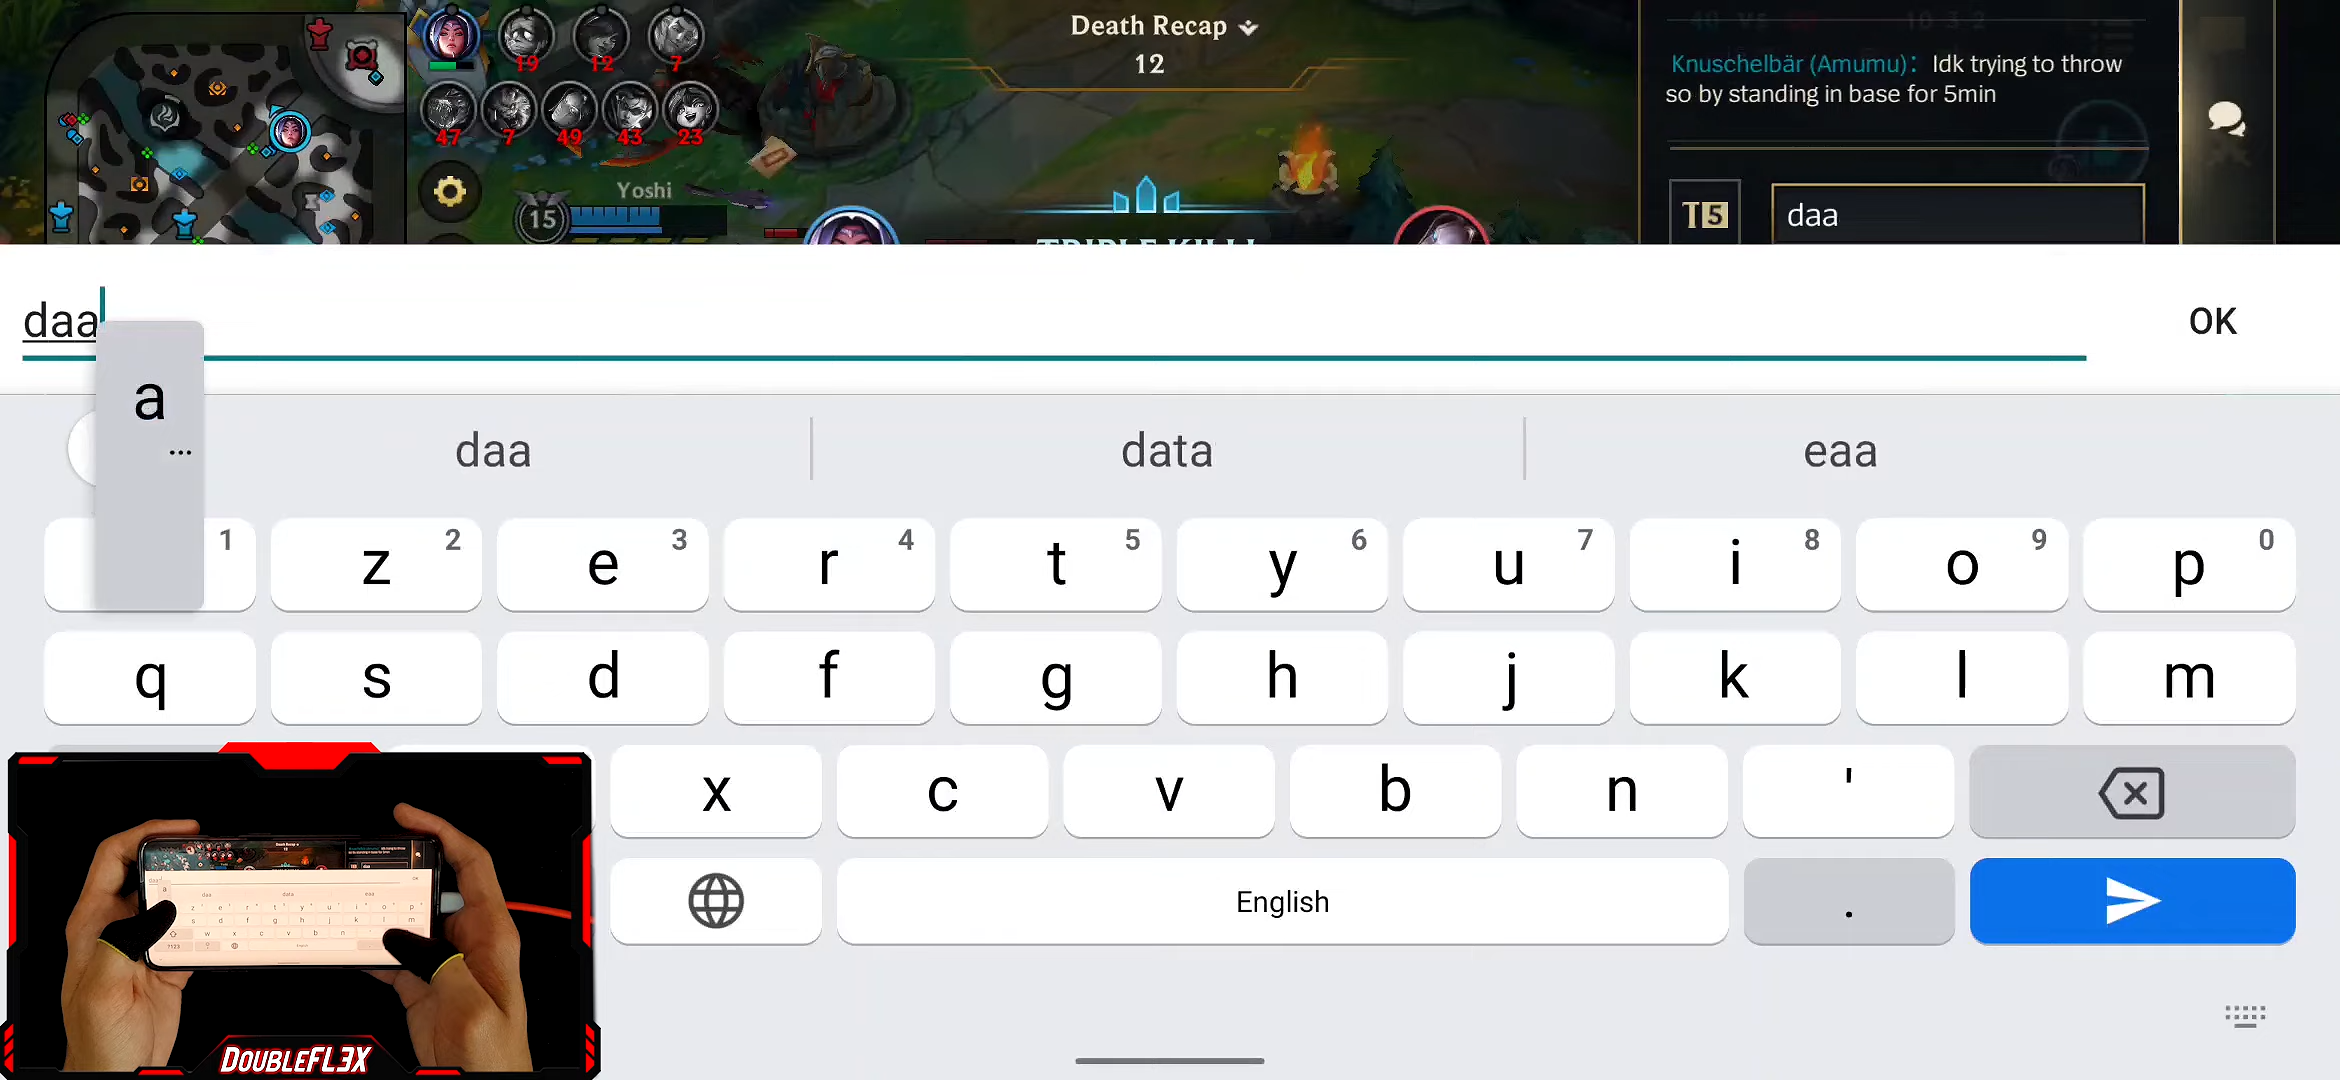 Death Recap
12
19
12
7
47
7
49
43
23
Knuschelbär (Amumu): Idk trying to throw
so by standing in base for 5min
Yoshi
15
T5
daa
daa
OK
a
...
daa
data
eaa
1
z 2
e 3
r 4
t 5
y 6
u 7
i 8
o 9
p 0
q
s
d
f
g
h
j
k
l
m
x
c
v
b
n
'
English
.
DOUBLEFL3X